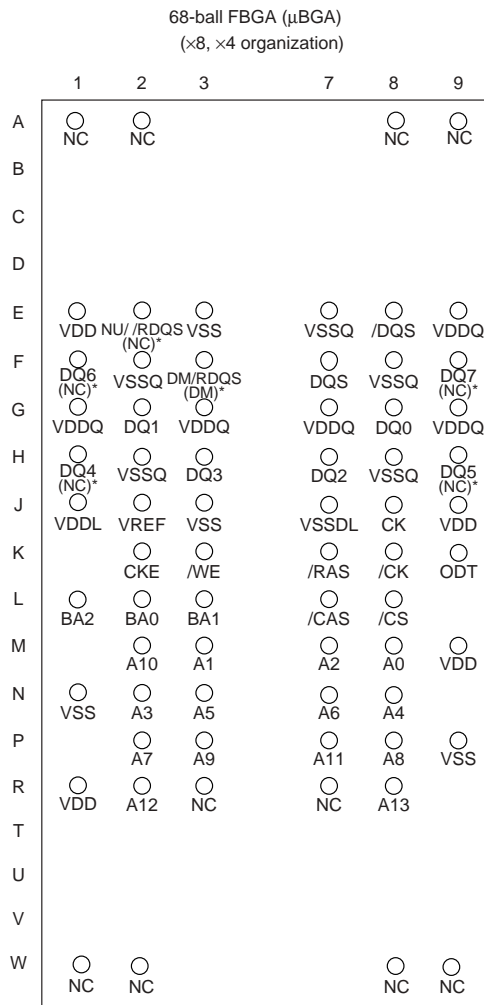 68-ball FBGA (µBGA)
(×8, ×4 organization)
1 2 3 7 8 9
A
NC NC NC NC
B
C
D
E
VDD NU/ /RDQS VSS VSSQ /DQS VDDQ
(NC)*
F
DQ6 VSSQ DM/RDQS DQS VSSQ DQ7
(NC)* (DM)* (NC)*
G
VDDQ DQ1 VDDQ VDDQ DQ0 VDDQ
H
DQ4 VSSQ DQ3 DQ2 VSSQ DQ5
(NC)* (NC)*
J
VDDL VREF VSS VSSDL CK VDD
K
CKE /WE /RAS /CK ODT
L
BA2 BA0 BA1 /CAS /CS
M
A10 A1 A2 A0 VDD
N
VSS A3 A5 A6 A4
P
A7 A9 A11 A8 VSS
R
VDD A12 NC NC A13
T
U
V
W
NC NC NC NC